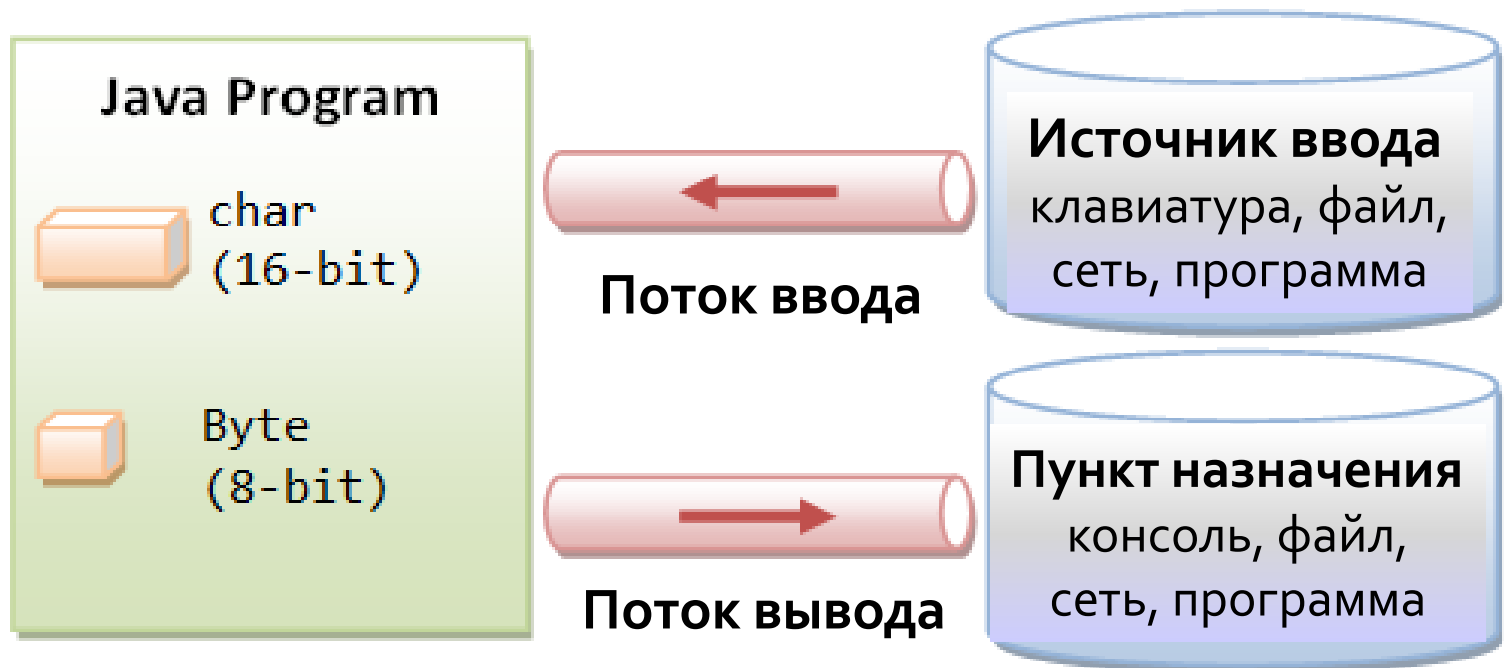 Java Program
char
(16-bit)
Byte
(8-bit)
Поток ввода
Источник ввода
клавиатура, файл,
сеть, программа
Поток вывода
Пункт назначения
консоль, файл,
сеть, программа